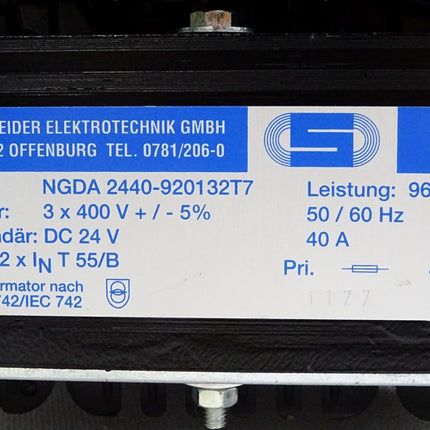 EIDER ELEKTROTECHNIK GMBH
2 OFFENBURG TEL. 0781/206-0
NGDA 2440-920132T7
Leistung: 96
r: 3 x 400 V + / - 5%
50 / 60 Hz
ndär: DC 24 V
40 A
2 x IN T 55/B
Pri.
rmator nach
742/IEC 742
1177